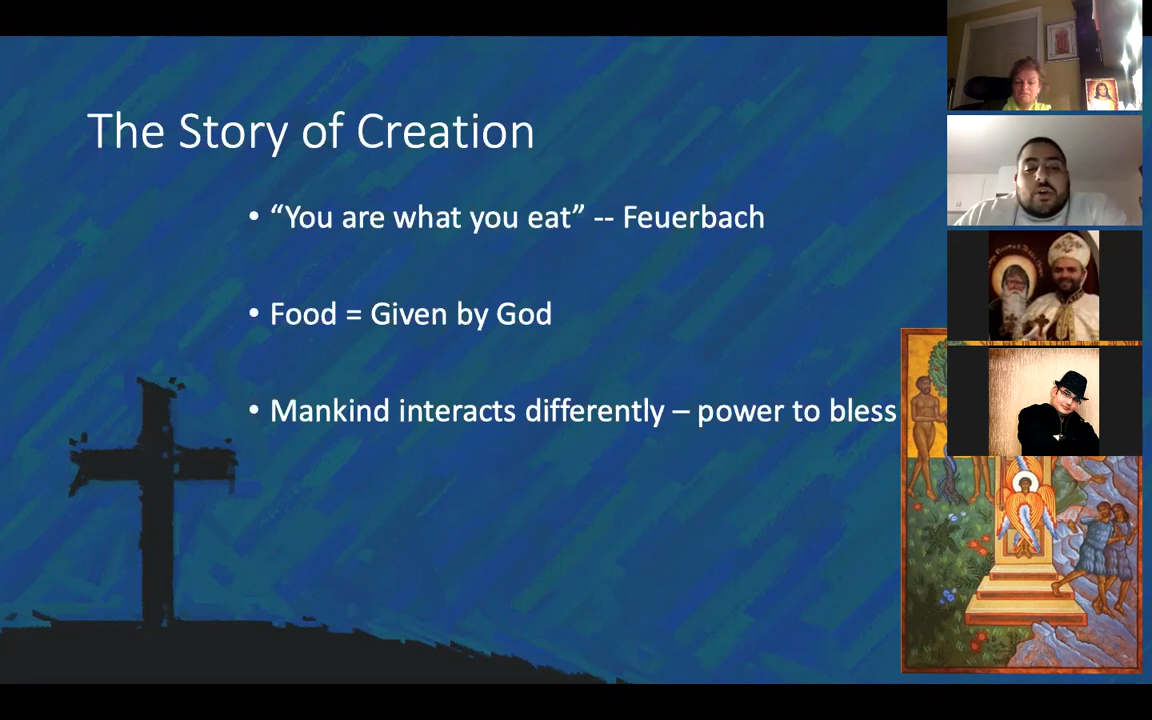 The Story of Creation
• “You are what you eat” -- Feuerbach
• Food = Given by God
• Mankind interacts differently – power to bless